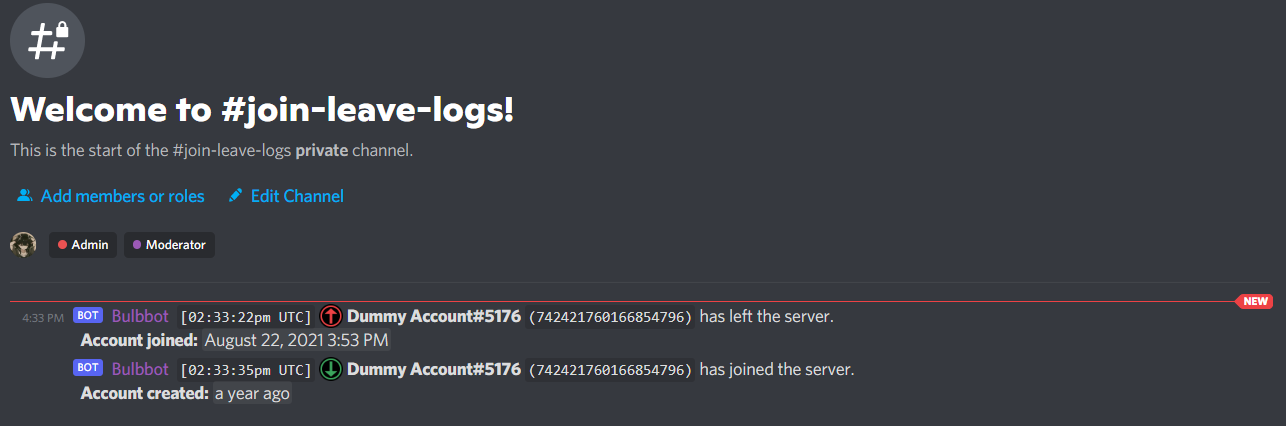 Welcome to #join-leave-logs!
This is the start of the #join-leave-logs private channel.
Add members or roles Edit Channel
Admin Moderator
NEW
4:33 PM BOT Bulbbot [02:33:22pm UTC] Dummy Account#5176 (742421760166854796) has left the server.
Account joined: August 22, 2021 3:53 PM
BOT Bulbbot [02:33:35pm UTC] Dummy Account#5176 (742421760166854796) has joined the server.
Account created: a year ago